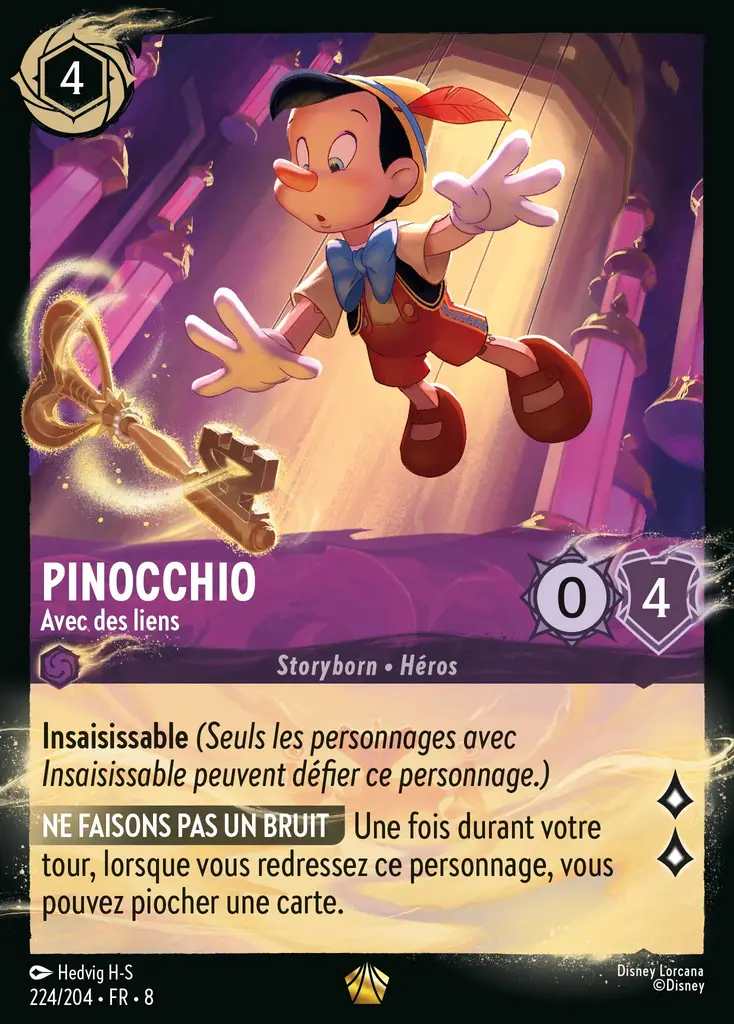 4
PINOCCHIO
Avec des liens
0
4
Storyborn • Héros
Insaisissable (Seuls les personnages avec
Insaisissable peuvent défier ce personnage.)
NE FAISONS PAS UN BRUIT Une fois durant votre
tour, lorsque vous redressez ce personnage, vous
pouvez piocher une carte.
Hedvig H-S
224/204 • FR • 8
Disney Lorcana
©Disney